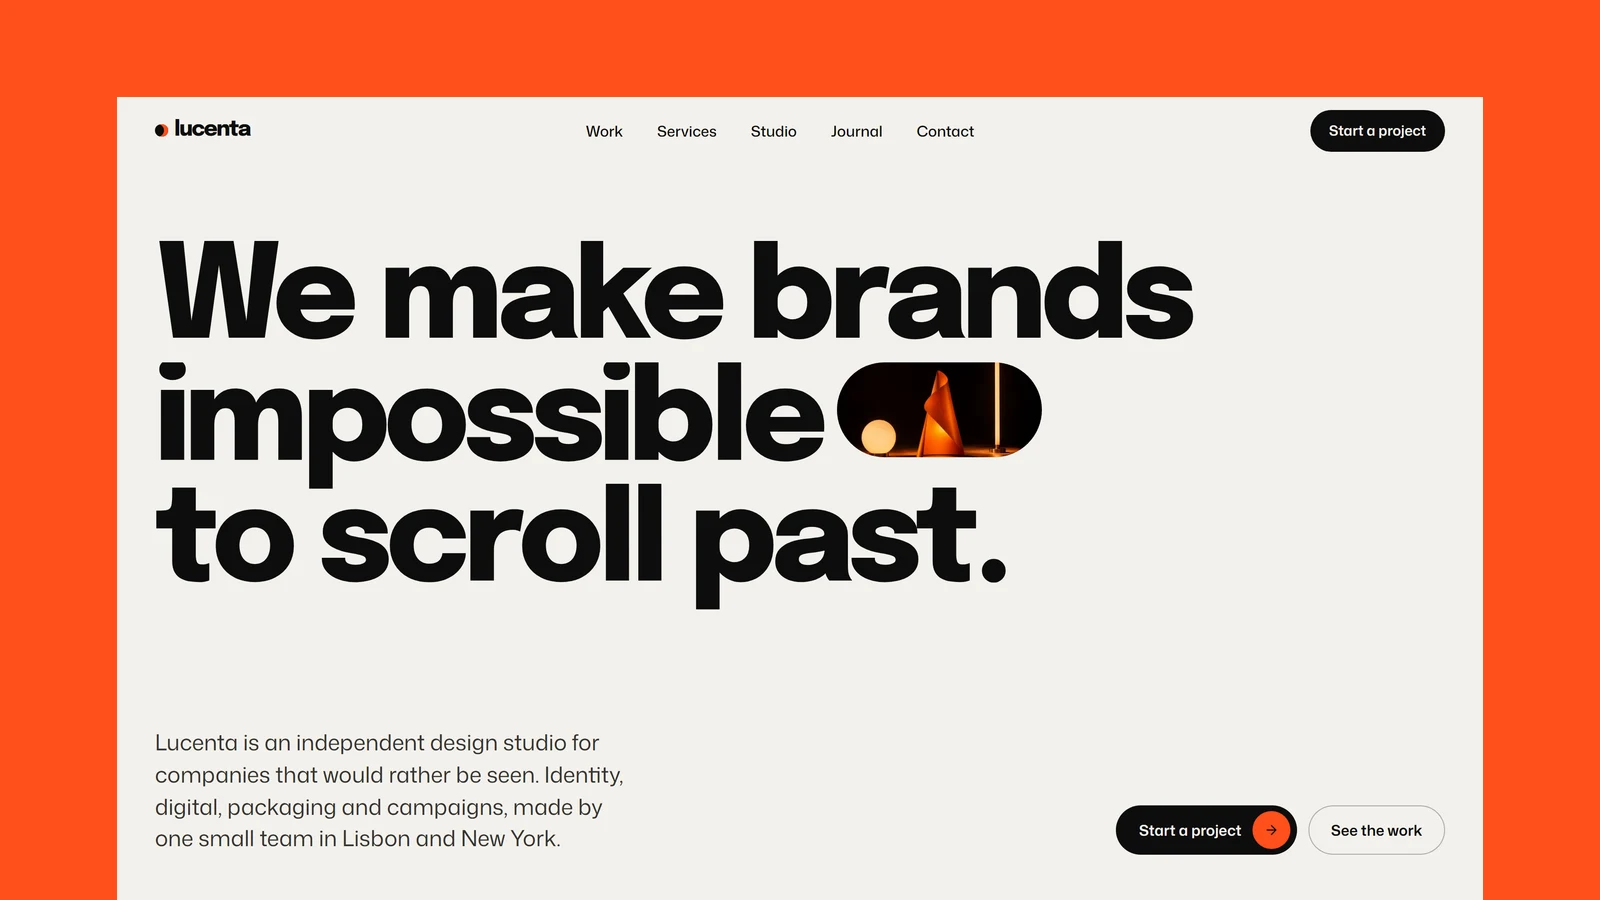 lucenta
Work
Services
Studio
Journal
Contact
Start a project
We make brands
impossible
to scroll past.
Lucenta is an independent design studio for
companies that would rather be seen. Identity,
digital, packaging and campaigns, made by
one small team in Lisbon and New York.
Start a project
See the work